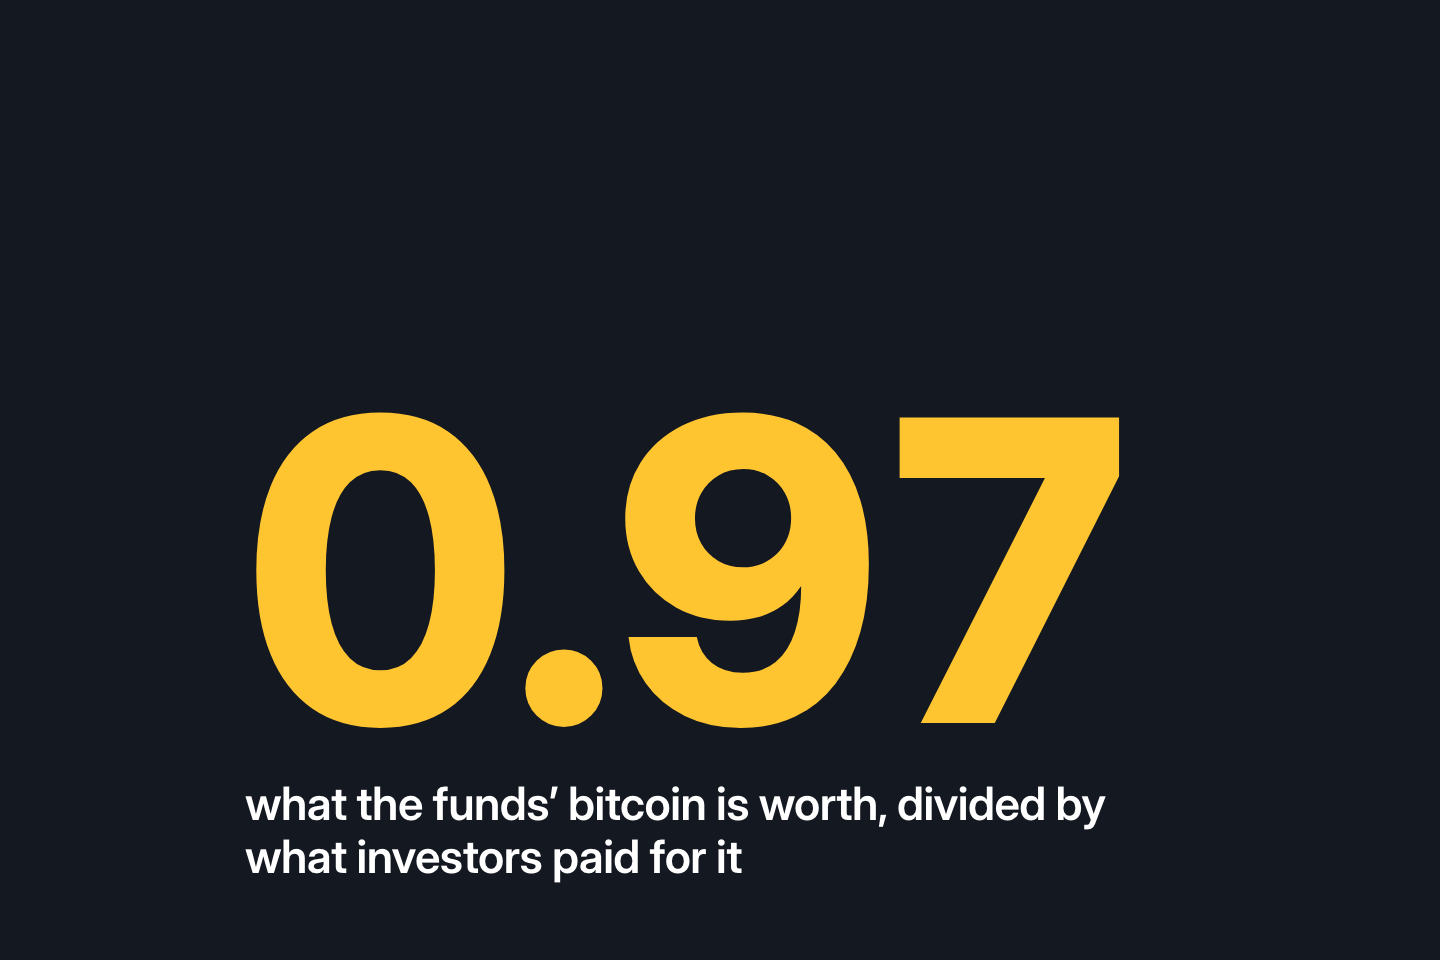 0.97
what the funds’ bitcoin is worth, divided by
what investors paid for it